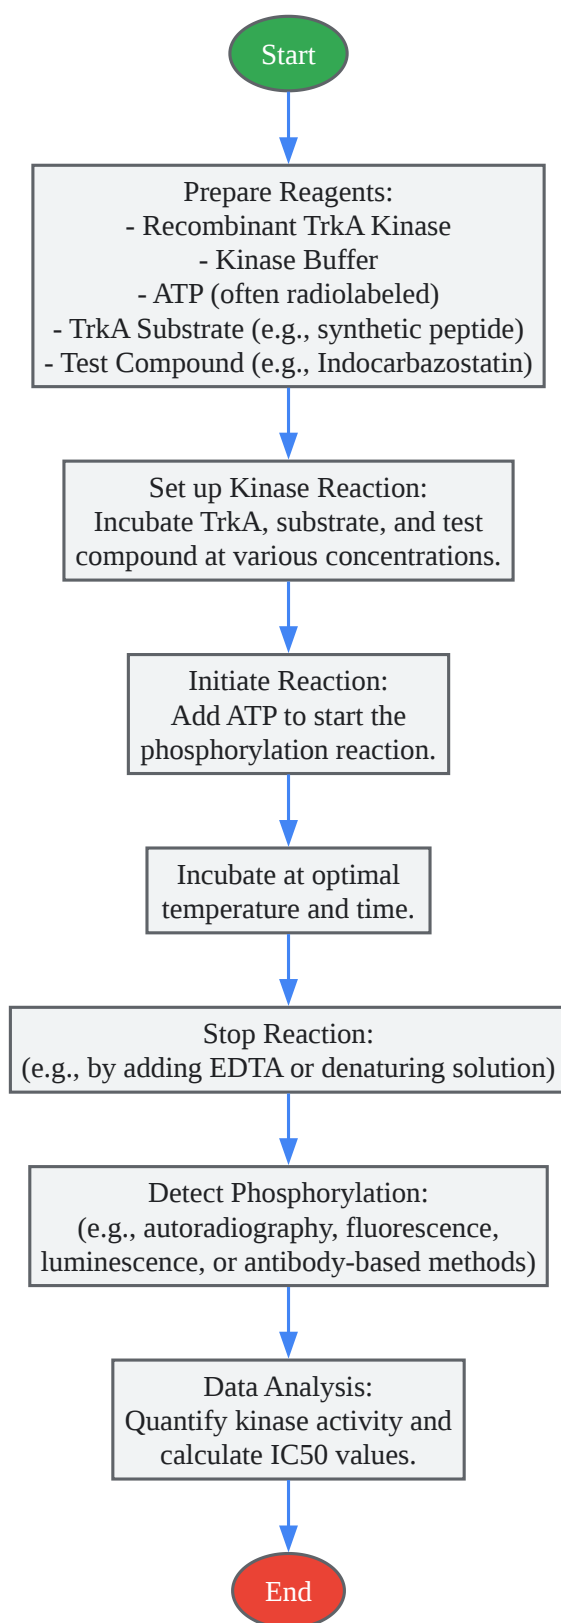 Start
Prepare Reagents:
- Recombinant TrkA Kinase
- Kinase Buffer
- ATP (often radiolabeled)
- TrkA Substrate (e.g., synthetic peptide)
- Test Compound (e.g., Indocarbazostatin)
Set up Kinase Reaction:
Incubate TrkA, substrate, and test
compound at various concentrations.
Initiate Reaction:
Add ATP to start the
phosphorylation reaction.
Incubate at optimal
temperature and time.
Stop Reaction:
(e.g., by adding EDTA or denaturing solution)
Detect Phosphorylation:
(e.g., autoradiography, fluorescence,
luminescence, or antibody-based methods)
Data Analysis:
Quantify kinase activity and
calculate IC50 values.
End